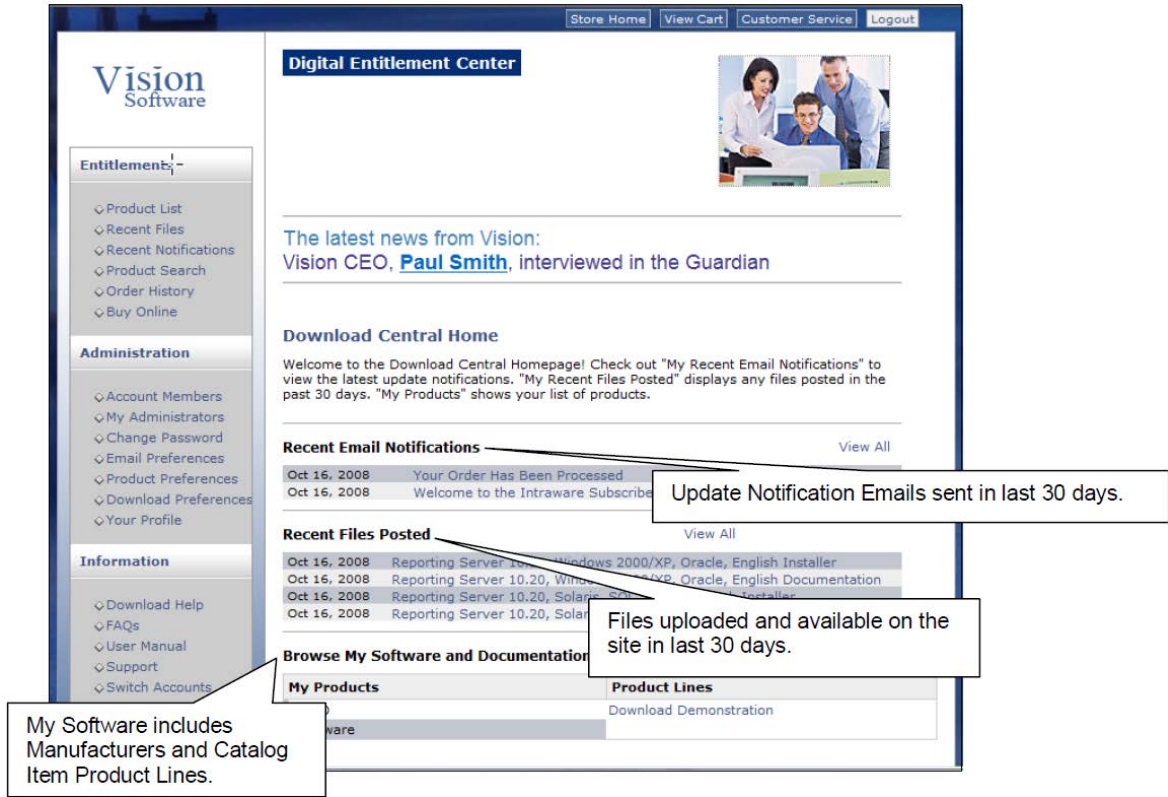 Store Home View Cart Customer Service Logout
Vision
Software
Digital Entitlement Center
Entitlements
Product List
Recent Files
Recent Notifications
Product Search
Order History
Buy Online
Administration
Account Members
My Administrators
Change Password
Email Preferences
Product Preferences
Download Preferences
Your Profile
Information
Download Help
FAQs
User Manual
Support
Switch Accounts
The latest news from Vision:
Vision CEO, Paul Smith, interviewed in the Guardian
Download Central Home
Welcome to the Download Central Homepage! Check out "My Recent Email Notifications" to
view the latest update notifications. "My Recent Files Posted" displays any files posted in the
past 30 days. "My Products" shows your list of products.
Recent Email Notifications View All
Oct 16, 2008 Your Order Has Been Processed
Oct 16, 2008 Welcome to the Intraware Subscribe
Update Notification Emails sent in last 30 days.
Recent Files Posted View All
Oct 16, 2008 Reporting Server Windows 2000/XP, Oracle, English Installer
Oct 16, 2008 Reporting Server 10.20, Oracle, English Documentation
Oct 16, 2008 Reporting Server 10.20, Solaris, Installer
Oct 16, 2008 Reporting Server 10.20,
Files uploaded and available on the
site in last 30 days.
Browse My Software and Documentation
My Products Product Lines
Download Demonstration
ware
My Software includes
Manufacturers and Catalog
Item Product Lines.